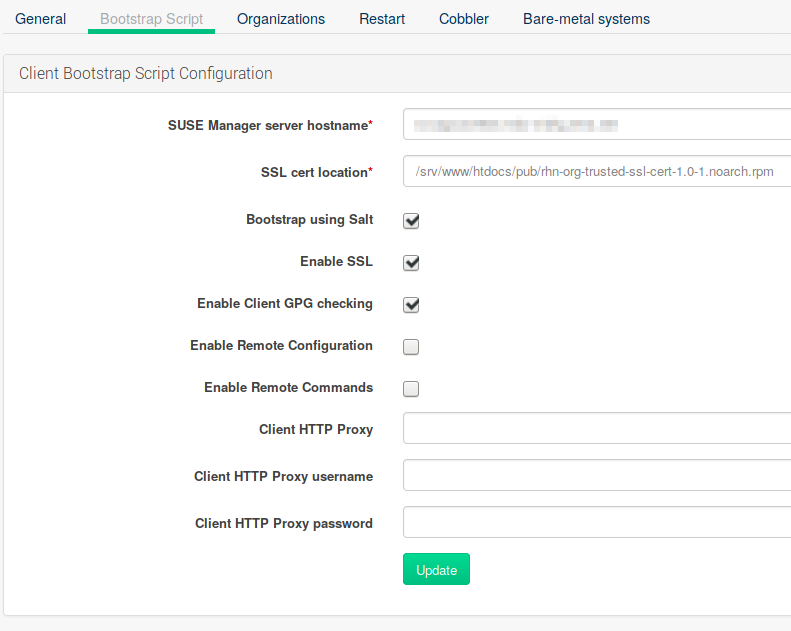 General Bootstrap Script Organizations Restart Cobbler Bare-metal systems
Client Bootstrap Script Configuration
SUSE Manager server hostname*
SSL cert location* /srv/www/htdocs/pub/rhn-org-trusted-ssl-cert-1.0-1.noarch.rpm
Bootstrap using Salt
Enable SSL
Enable Client GPG checking
Enable Remote Configuration
Enable Remote Commands
Client HTTP Proxy
Client HTTP Proxy username
Client HTTP Proxy password
Update